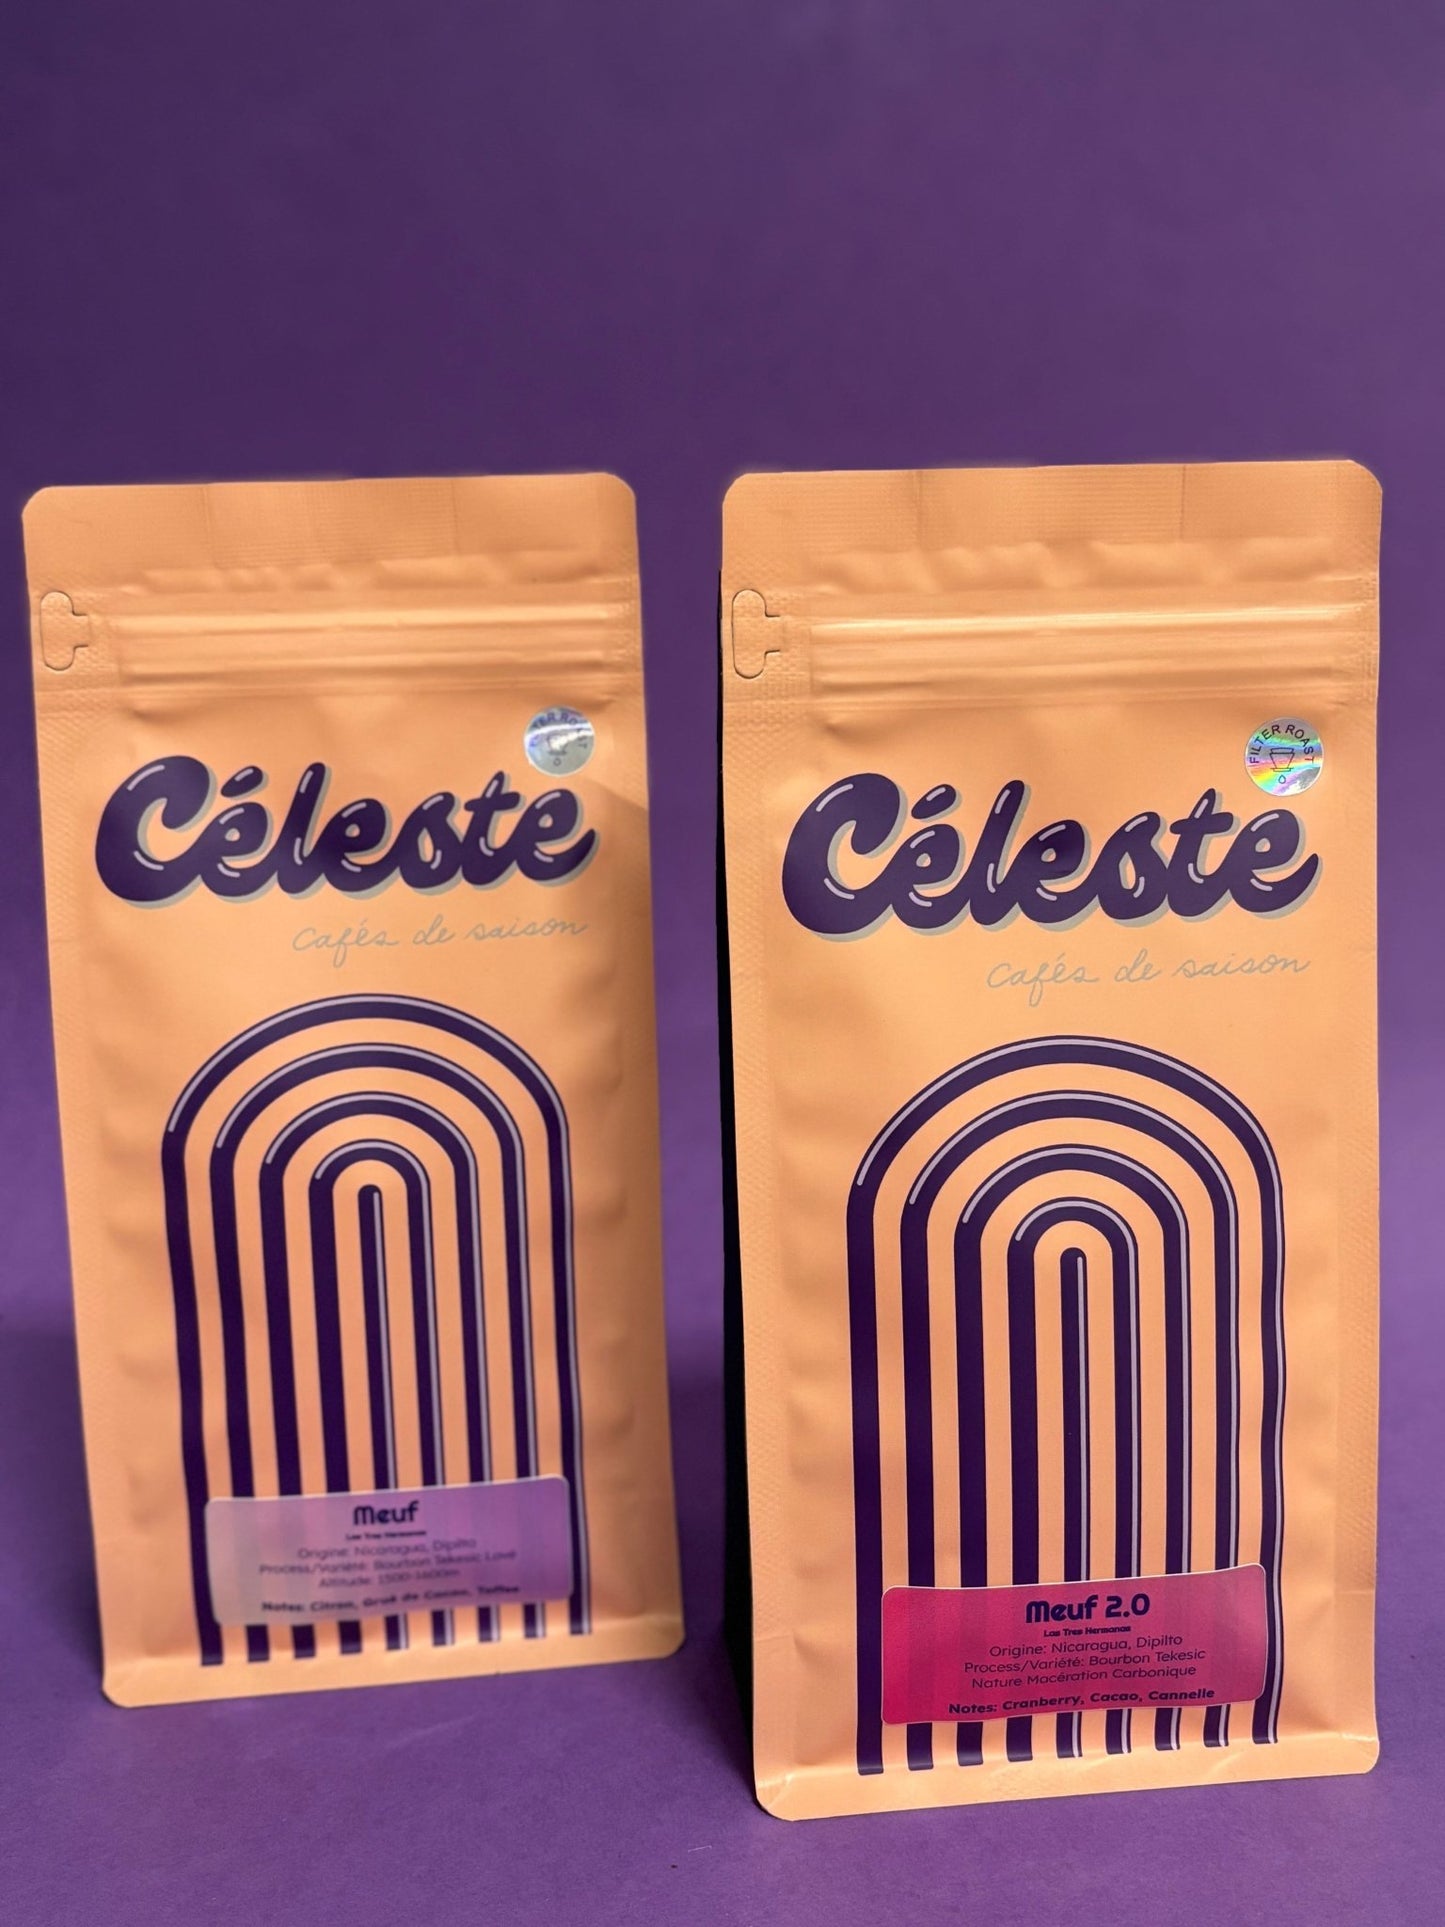 FILTER ROAST
Céleste
cafés de saison
Meuf
Las Tres Hermanas
Origine: Nicaragua, Dipilto
Process/Variété: Bourbon Tekesic Lavé
Altitude: 1500-1600m
Notes: Citron, Grué de Cacao, Toffee
FILTER ROAST
Céleste
cafés de saison
Meuf 2.0
Las Tres Hermanas
Origine: Nicaragua, Dipilto
Process/Variété: Bourbon Tekesic
Nature Macération Carbonique
Notes: Cranberry, Cacao, Cannelle